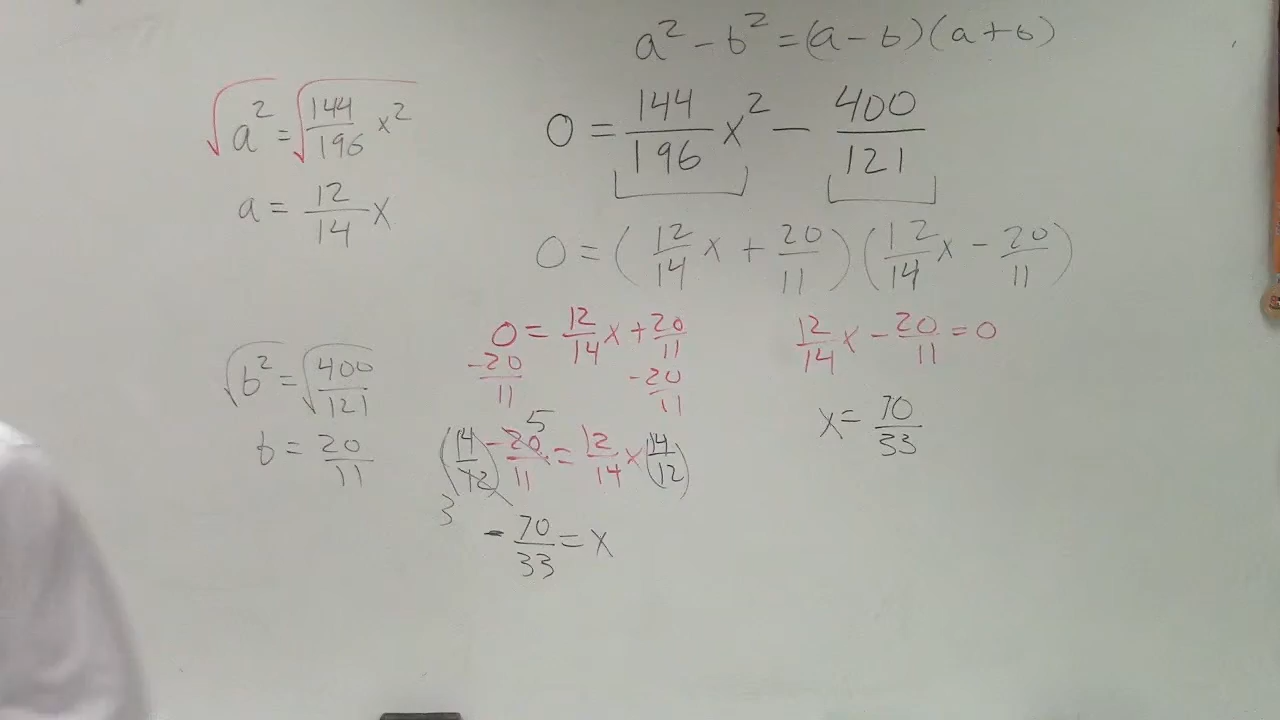 a² - b² = (a - b)(a + b)
√a² = √144/196 x²
a = 12/14 x
0 = 144/196 x² - 400/121
0 = (12/14 x + 20/11)(12/14 x - 20/11)
√b² = √400/121
b = 20/11
0 = 12/14 x + 20/11
-20/11 -20/11
5
(14/12) -20/11 = 12/14 x (14/12)
3
-70/33 = x
12/14 x - 20/11 = 0
x = 70/33